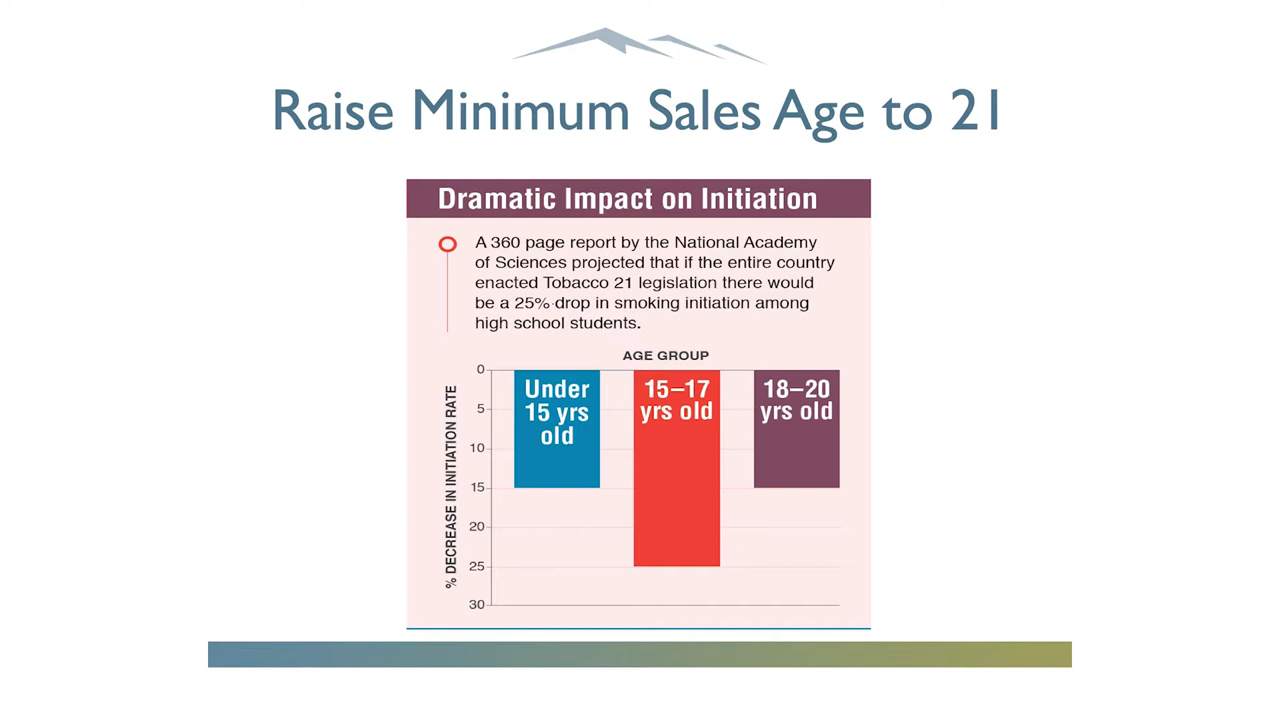 Raise Minimum Sales Age to 21
Dramatic Impact on Initiation
A 360 page report by the National Academy
of Sciences projected that if the entire country
enacted Tobacco 21 legislation there would
be a 25% drop in smoking initiation among
high school students.
AGE GROUP
% DECREASE IN INITIATION RATE
0
5
10
15
20
25
30
Under
15 yrs
old
15–17
yrs old
18–20
yrs old